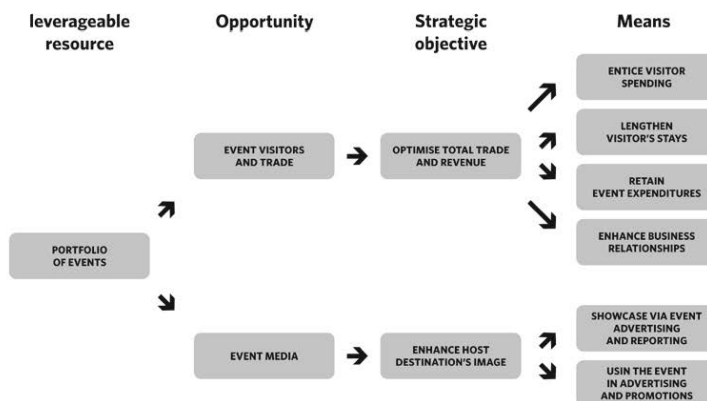 leverageable
resource
Opportunity
Strategic
objective
Means
PORTFOLIO
OF EVENTS
EVENT VISITORS
AND TRADE
OPTIMISE TOTAL TRADE
AND REVENUE
ENTICE VISITOR
SPENDING
LENGTHEN
VISITOR'S STAYS
RETAIN
EVENT EXPENDITURES
ENHANCE BUSINESS
RELATIONSHIPS
EVENT MEDIA
ENHANCE HOST
DESTINATION'S IMAGE
SHOWCASE VIA EVENT
ADVERTISING
AND REPORTING
USIN THE EVENT
IN ADVERTISING
AND PROMOTIONS